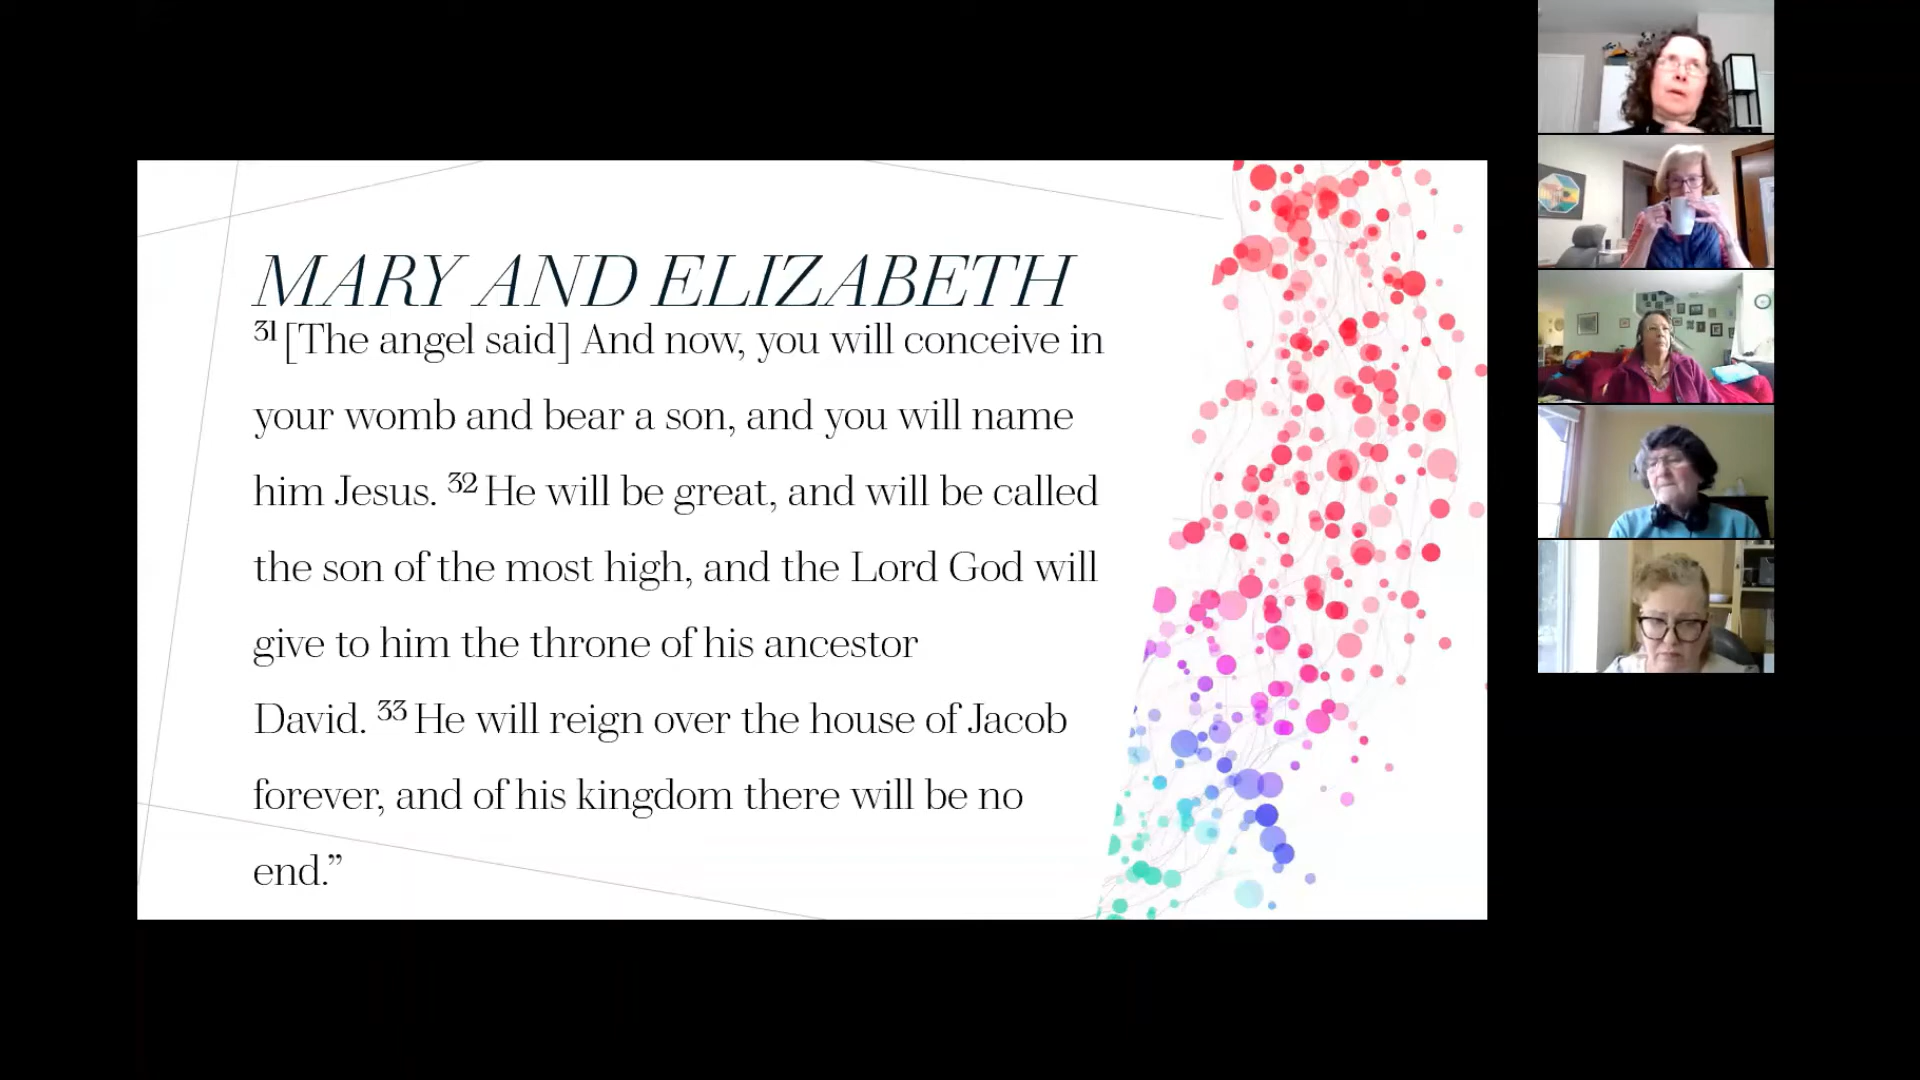 MARY AND ELIZABETH
31 [The angel said] And now, you will conceive in
your womb and bear a son, and you will name
him Jesus. 32 He will be great, and will be called
the son of the most high, and the Lord God will
give to him the throne of his ancestor
David. 33 He will reign over the house of Jacob
forever, and of his kingdom there will be no
end.”